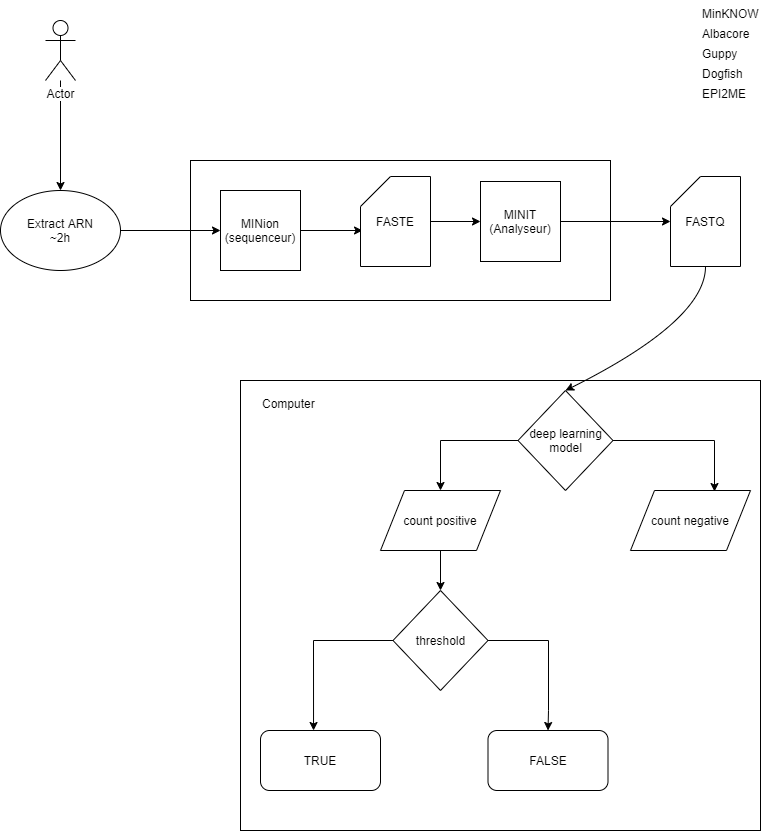 MinKNOW
Albacore
Guppy
Dogfish
EPI2ME
Actor
Extract ARN
~2h
MINion
(sequenceur)
FASTE
MINIT
(Analyseur)
FASTQ
Computer
deep learning
model
count positive
count negative
threshold
TRUE
FALSE